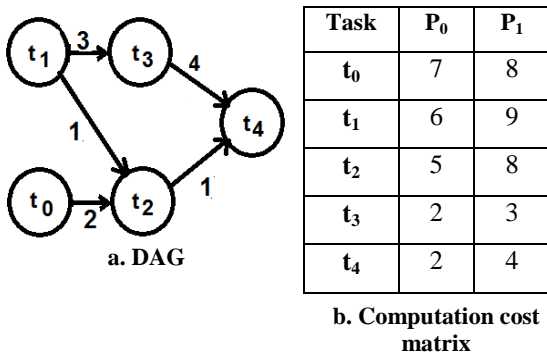 t1 3 t3 4
t4
1
t0 2 t2 1
a. DAG
Task P0 P1
t0 7 8
t1 6 9
t2 5 8
t3 2 3
t4 2 4
b. Computation cost
matrix